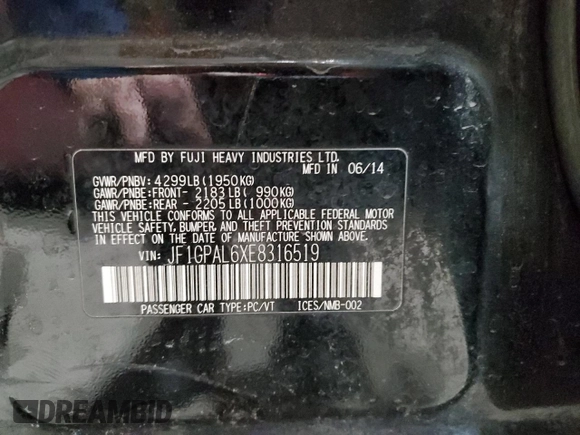 MFD BY FUJI HEAVY INDUSTRIES LTD.
MFD IN 06/14
GVWR/PNBV: 4299LB(1950KG)
GAWR/PNBE:FRONT- 2183LB( 990KG)
GAWR/PNBE:REAR - 2205LB(1000KG)
THIS VEHICLE CONFORMS TO ALL APPLICABLE FEDERAL MOTOR
VEHICLE SAFETY, BUMPER, AND THEFT PREVENTION STANDARDS
IN EFFECT ON THE DATE OF MANUFACTURE SHOWN ABOVE.
VIN: JF1GPAL6XE8316519
PASSENGER CAR TYPE:PC/VT ICES/NMB-002
DREAMBID